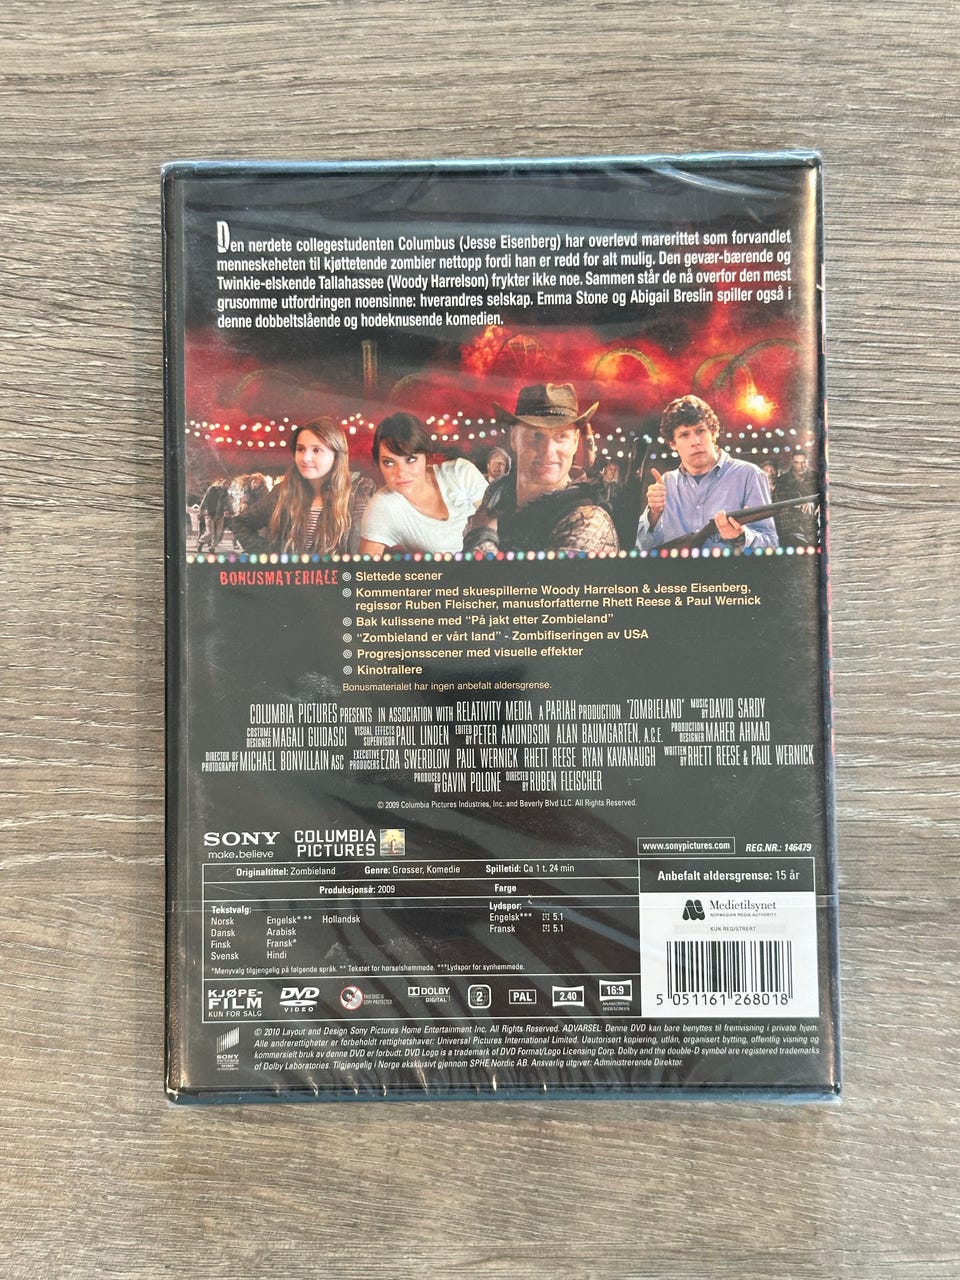 Den nerdete collegestudenten Columbus (Jesse Eisenberg) har overlevd marerittet som forvandlet
menneskeheten til kjøttetende zombier nettopp fordi han er redd for alt mulig. Den gevær-bærende og
Twinkie-elskende Tallahassee (Woody Harrelson) frykter ikke noe. Sammen står de nå overfor den mest
grusomme utfordringen noensinne: hverandres selskap. Emma Stone og Abigail Breslin spiller også i
denne dobbeltslående og hodeknusende komedien.
BONUSMATERIALE
Slettede scener
Kommentarer med skuespillerne Woody Harrelson & Jesse Eisenberg,
regissør Ruben Fleischer, manusforfatterne Rhett Reese & Paul Wernick
Bak kulissene med "På jakt etter Zombieland"
"Zombieland er vårt land" - Zombifiseringen av USA
Progresjonsscener med visuelle effekter
Kinotrailere
Bonusmaterialet har ingen anbefalt aldersgrense.
COLUMBIA PICTURES PRESENTS IN ASSOCIATION WITH RELATIVITY MEDIA A PARIAH PRODUCTION "ZOMBIELAND" MUSIC BY DAVID SARDY
COSTUME DESIGNER MAGALI GUIDASCI VISUAL EFFECTS SUPERVISOR PAUL LINDEN EDITED BY PETER AMUNDSON ALAN BAUMGARTEN, A.C.E. PRODUCTION DESIGNER MAHER AHMAD
DIRECTOR OF PHOTOGRAPHY MICHAEL BONVILLAIN ASC EXECUTIVE PRODUCERS EZRA SWERDLOW PAUL WERNICK RHETT REESE RYAN KAVANAUGH WRITTEN BY RHETT REESE & PAUL WERNICK
PRODUCED BY GAVIN POLONE DIRECTED BY RUBEN FLEISCHER
© 2009 Columbia Pictures Industries, Inc. and Beverly Blvd LLC. All Rights Reserved.
SONY
make.believe
COLUMBIA
PICTURES
www.sonypictures.com
REG.NR.: 146479
Originaltittel: Zombieland Genre: Grøsser, Komedie Spilletid: Ca 1 t. 24 min
Produksjonsår: 2009 Farge
Anbefalt aldersgrense: 15 år
Tekstvalg:
Norsk Engelsk* ** Hollandsk
Dansk Arabisk
Finsk Fransk*
Svensk Hindi
Lydspor:
Engelsk*** 5.1
Fransk 5.1
*Menyvalg tilgjengelig på følgende språk. ** Tekstet for hørselshemmede. ***Lydspor for synhemmede.
Medietilsynet
NORWEGIAN MEDIA AUTHORITY
KUN REGISTRERT
5 051161 268018
KJØPE-
FILM
KUN FOR SALG
DVD
VIDEO
THIS DISC IS
COPY PROTECTED
DOLBY
DIGITAL
2
PAL
2.40
16:9
ANAMORPHIC
WIDESCREEN
SONY
PICTURES
© 2010 Layout and Design Sony Pictures Home Entertainment Inc. All Rights Reserved. ADVARSEL: Denne DVD kan bare benyttes til fremvisning i private hjem.
Alle andrerettigheter er forbeholdt rettighetshaver: Universal Pictures International Limited. Uautorisert kopiering, utlån, organisert bytting, offentlig visning og
kommersielt bruk av denne DVD er forbudt. DVD Logo is a trademark of DVD Format/Logo Licensing Corp. Dolby and the double-D symbol are registered trademarks
of Dolby Laboratories. Tilgjengelig i Norge eksklusivt gjennom SPHE Nordic AB. Ansvarlig utgiver: Administrerende Direktør.